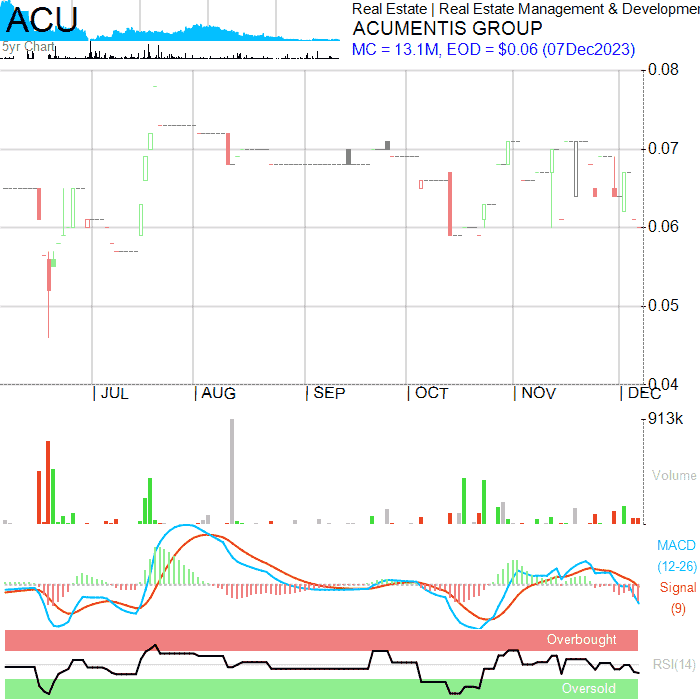 ACU
5yr Chart
Real Estate | Real Estate Management & Developmen
ACUMENTIS GROUP
MC = 13.1M, EOD = $0.06 (07Dec2023)
0.08
0.07
0.06
0.05
0.04
JUL
AUG
SEP
OCT
NOV
DEC
913k
Volume
MACD
(12-26)
Signal
(9)
Overbought
RSI(14)
Oversold